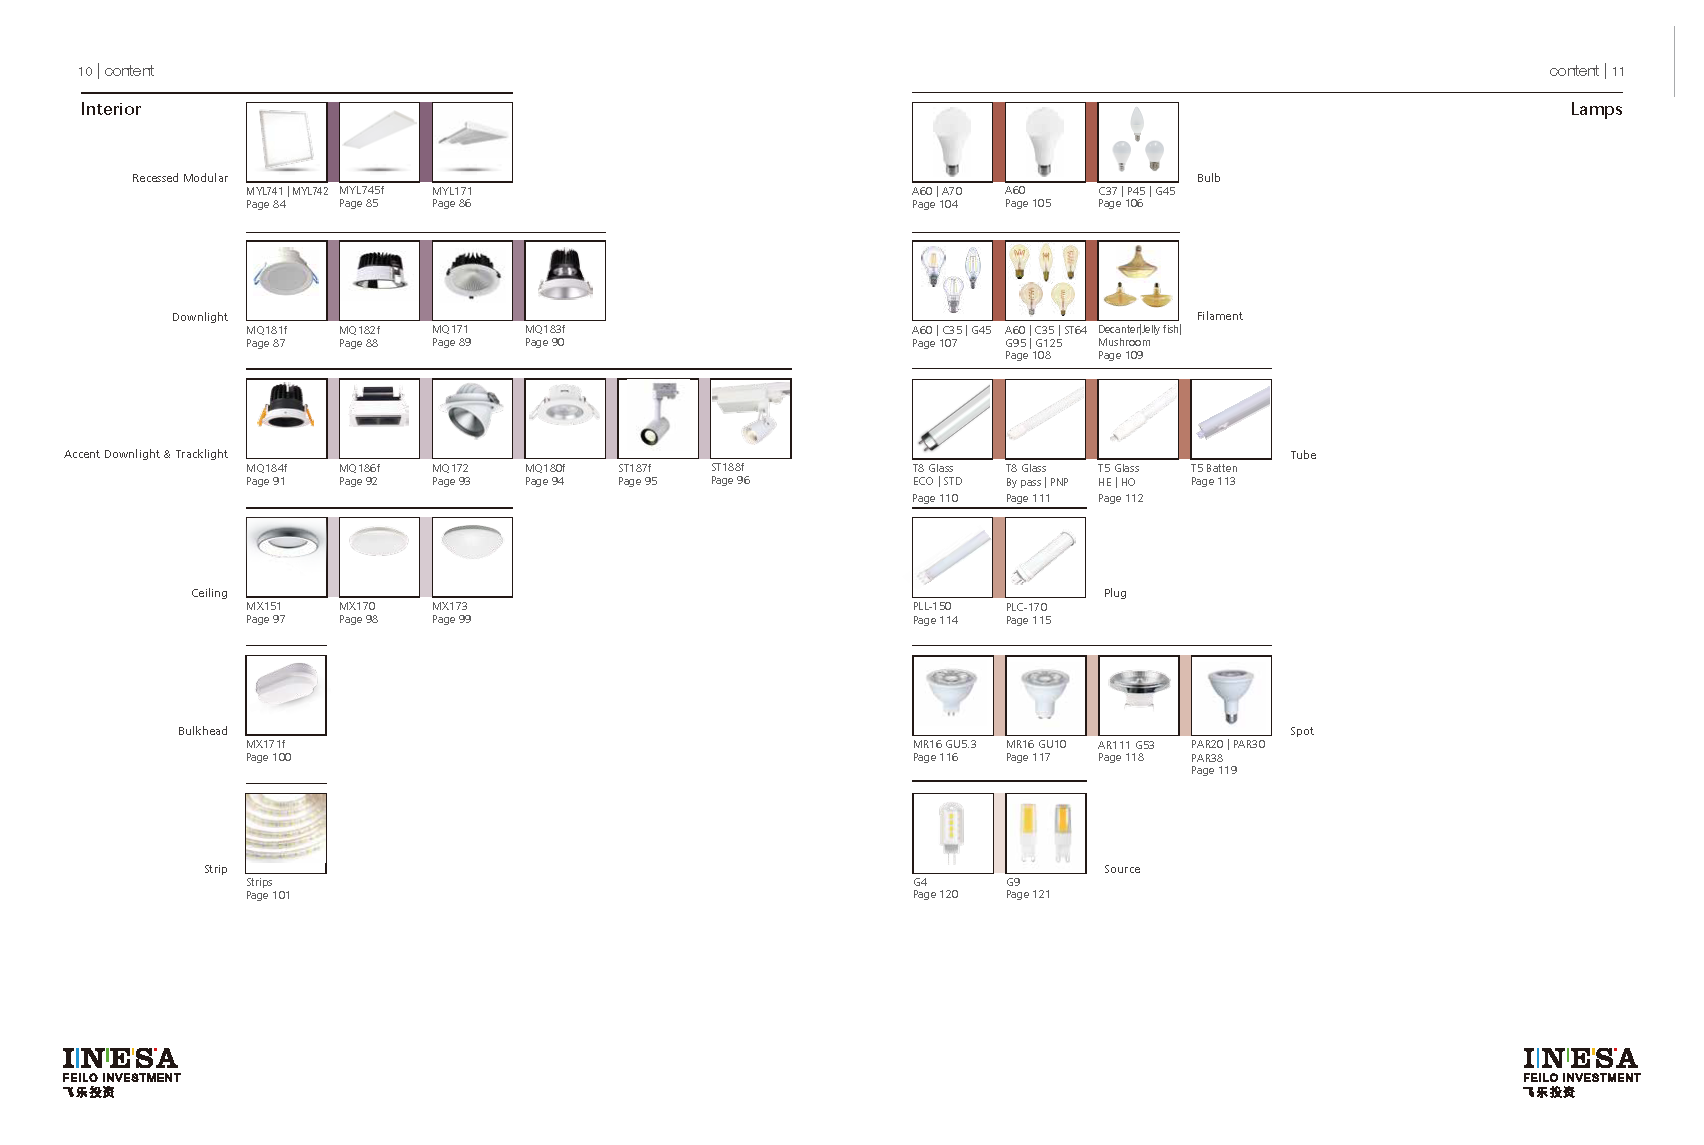 10 | content
Interior
Recessed Modular
MYL741 | MYL742
Page 84
MYL745f
Page 85
MYL171
Page 86
Downlight
MQ181f
Page 87
MQ182f
Page 88
MQ171
Page 89
MQ183f
Page 90
Accent Downlight & Tracklight
MQ184f
Page 91
MQ186f
Page 92
MQ172
Page 93
MQ180f
Page 94
ST187f
Page 95
ST188f
Page 96
Ceiling
MX151
Page 97
MX170
Page 98
MX173
Page 99
Bulkhead
MX171f
Page 100
Strip
Strips
Page 101
INESA
FEILO INVESTMENT
飞乐投资
content | 11
Lamps
A60 | A70
Page 104
A60
Page 105
C37 | P45 | G45
Page 106
Bulb
A60 | C35 | G45
Page 107
A60 | C35 | ST64
G95 | G125
Page 108
Decanter|Jelly fish|
Mushroom
Page 109
Filament
T8 Glass
ECO | STD
Page 110
T8 Glass
By pass | PNP
Page 111
T5 Glass
HE | HO
Page 112
T5 Batten
Page 113
Tube
PLL-150
Page 114
PLC-170
Page 115
Plug
MR16 GU5.3
Page 116
MR16 GU10
Page 117
AR111 G53
Page 118
PAR20 | PAR30
PAR38
Page 119
Spot
G4
Page 120
G9
Page 121
Source
INESA
FEILO INVESTMENT
飞乐投资